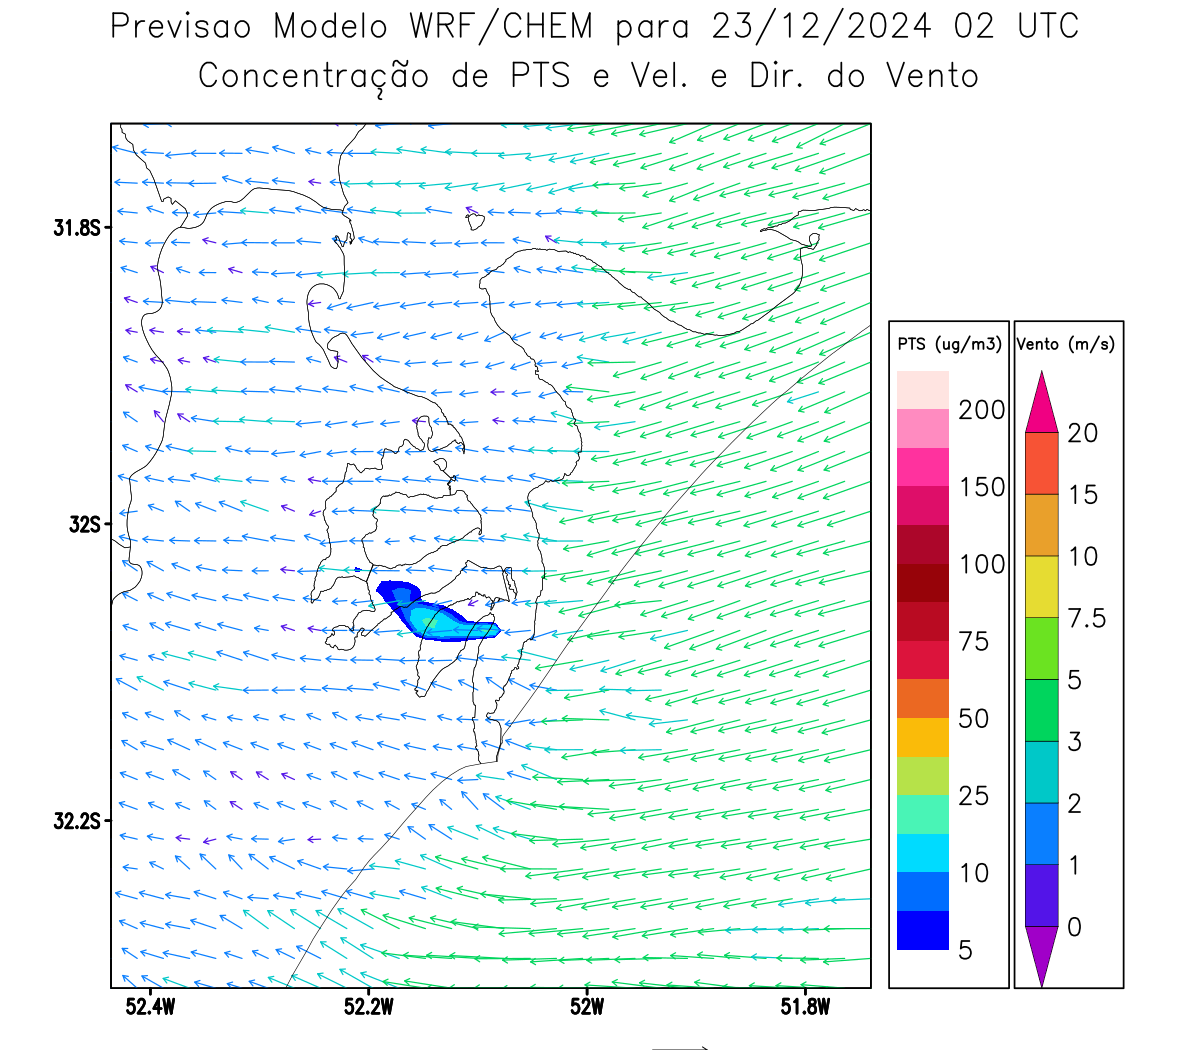 Previsao Modelo WRF/CHEM para 23/12/2024 02 UTC
Concentração de PTS e Vel. e Dir. do Vento
31.8S
32S
32.2S
52.4W 52.2W 52W 51.8W
PTS (ug/m3)
200
150
100
75
50
25
10
5
Vento (m/s)
20
15
10
7.5
5
3
2
1
0